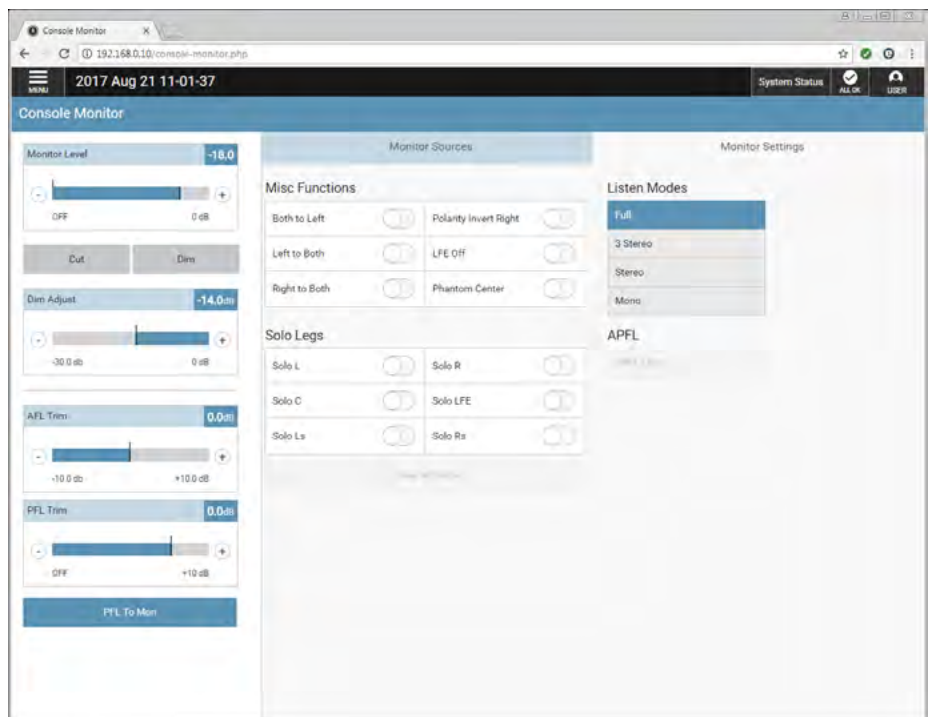 Console Monitor
192.168.0.10/console-monitor.php
MENU
2017 Aug 21 11-01-37
System Status
ALL OK
USER
Console Monitor
Monitor Level
-18.0
OFF
0 dB
Cut
Dim
Dim Adjust
-14.0dB
-30.0 db
0 dB
AFL Trim
0.0dB
-10.0 db
+10.0 dB
PFL Trim
0.0dB
OFF
+10 dB
PFL To Mon
Monitor Sources
Monitor Settings
Misc Functions
Both to Left
Polarity Invert Right
Left to Both
LFE Off
Right to Both
Phantom Center
Solo Legs
Solo L
Solo R
Solo C
Solo LFE
Solo Ls
Solo Rs
Listen Modes
Full
3 Stereo
Stereo
Mono
APFL